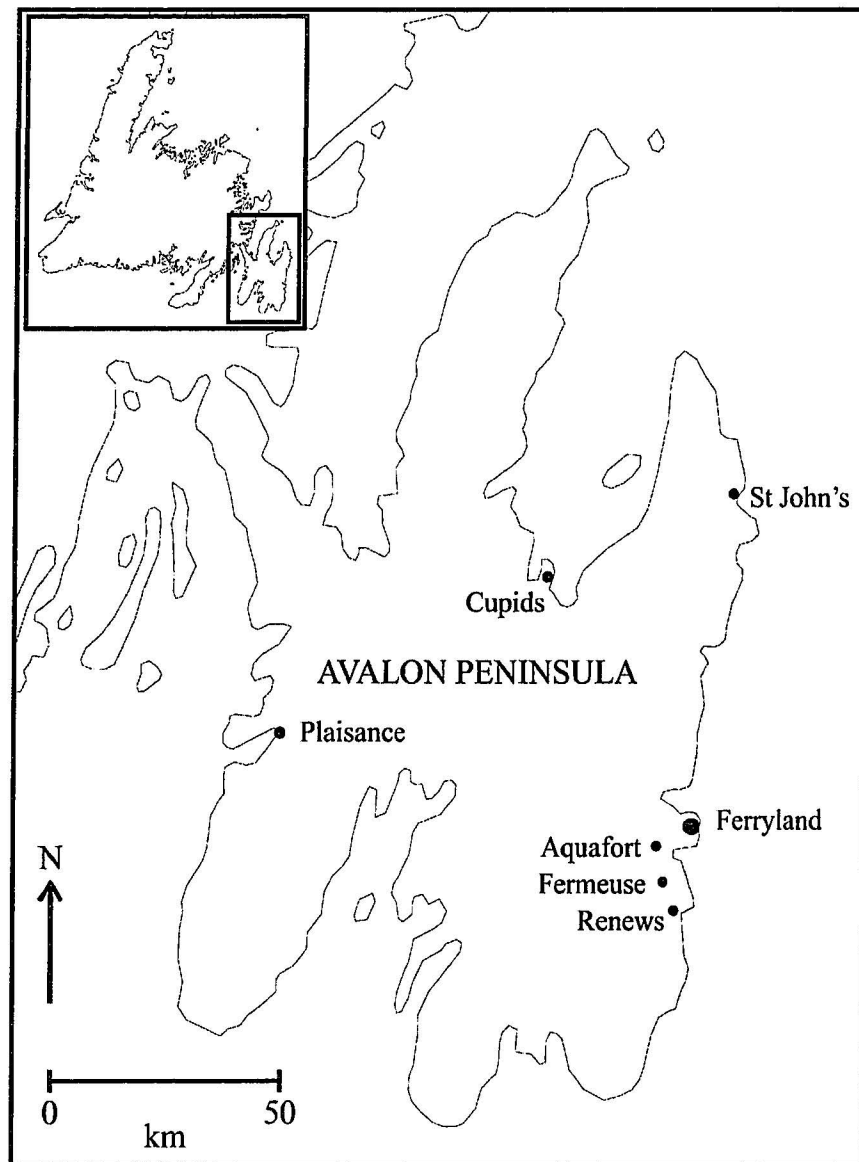 St John's
Cupids
AVALON PENINSULA
Plaisance
Ferryland
Aquafort
Fermeuse
Renews
N
0 50
km